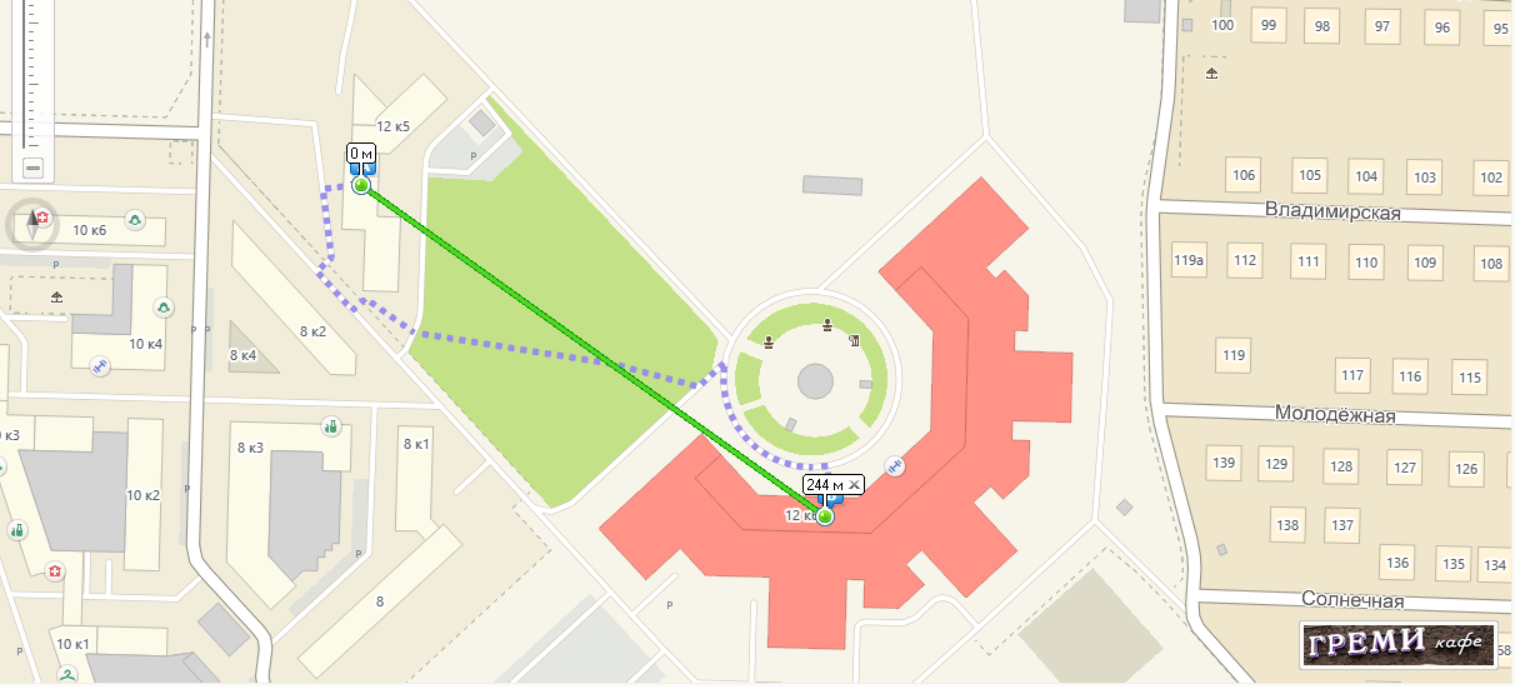 100
99
98
97
96
95
12 к5
Р
0 м
106
105
104
103
102
Владимирская
10 к6
Р
119а
112
111
110
109
108
10 к4
Р
Р
8 к2
8 к4
119
117
116
115
Молодёжная
к3
8 к3
8 к1
139
129
128
127
126
10 к2
Р
244 м
12 к6
138
137
Р
136
135
134
8
Р
Солнечная
10 к1
Р
ГРЕМИ кафе